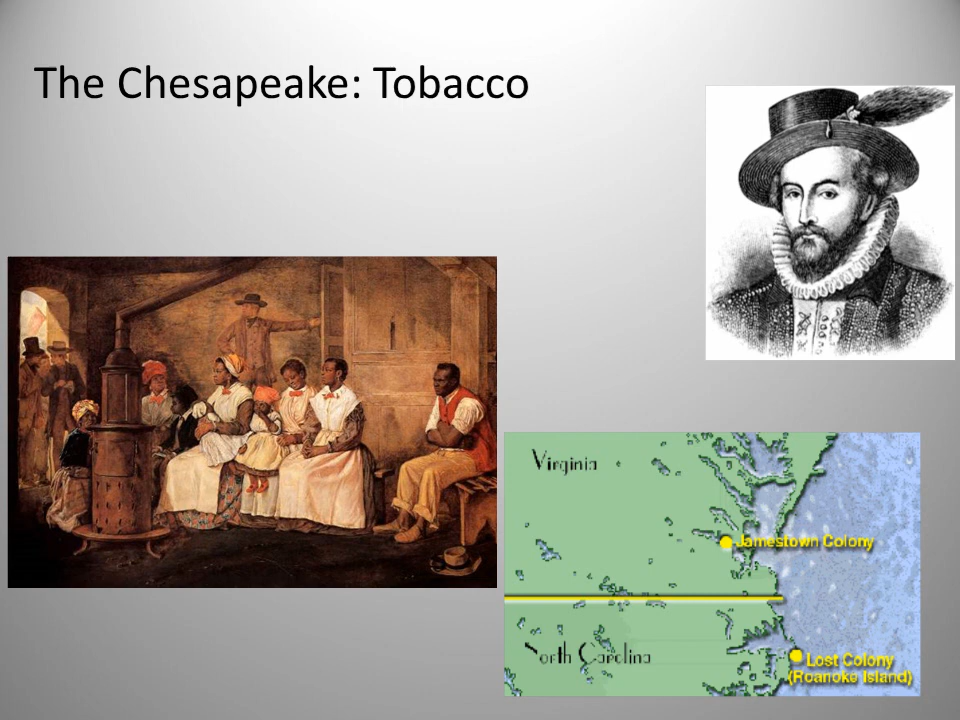 The Chesapeake: Tobacco
Virginia
Jamestown Colony
North Carolina
Lost Colony
(Roanoke Island)